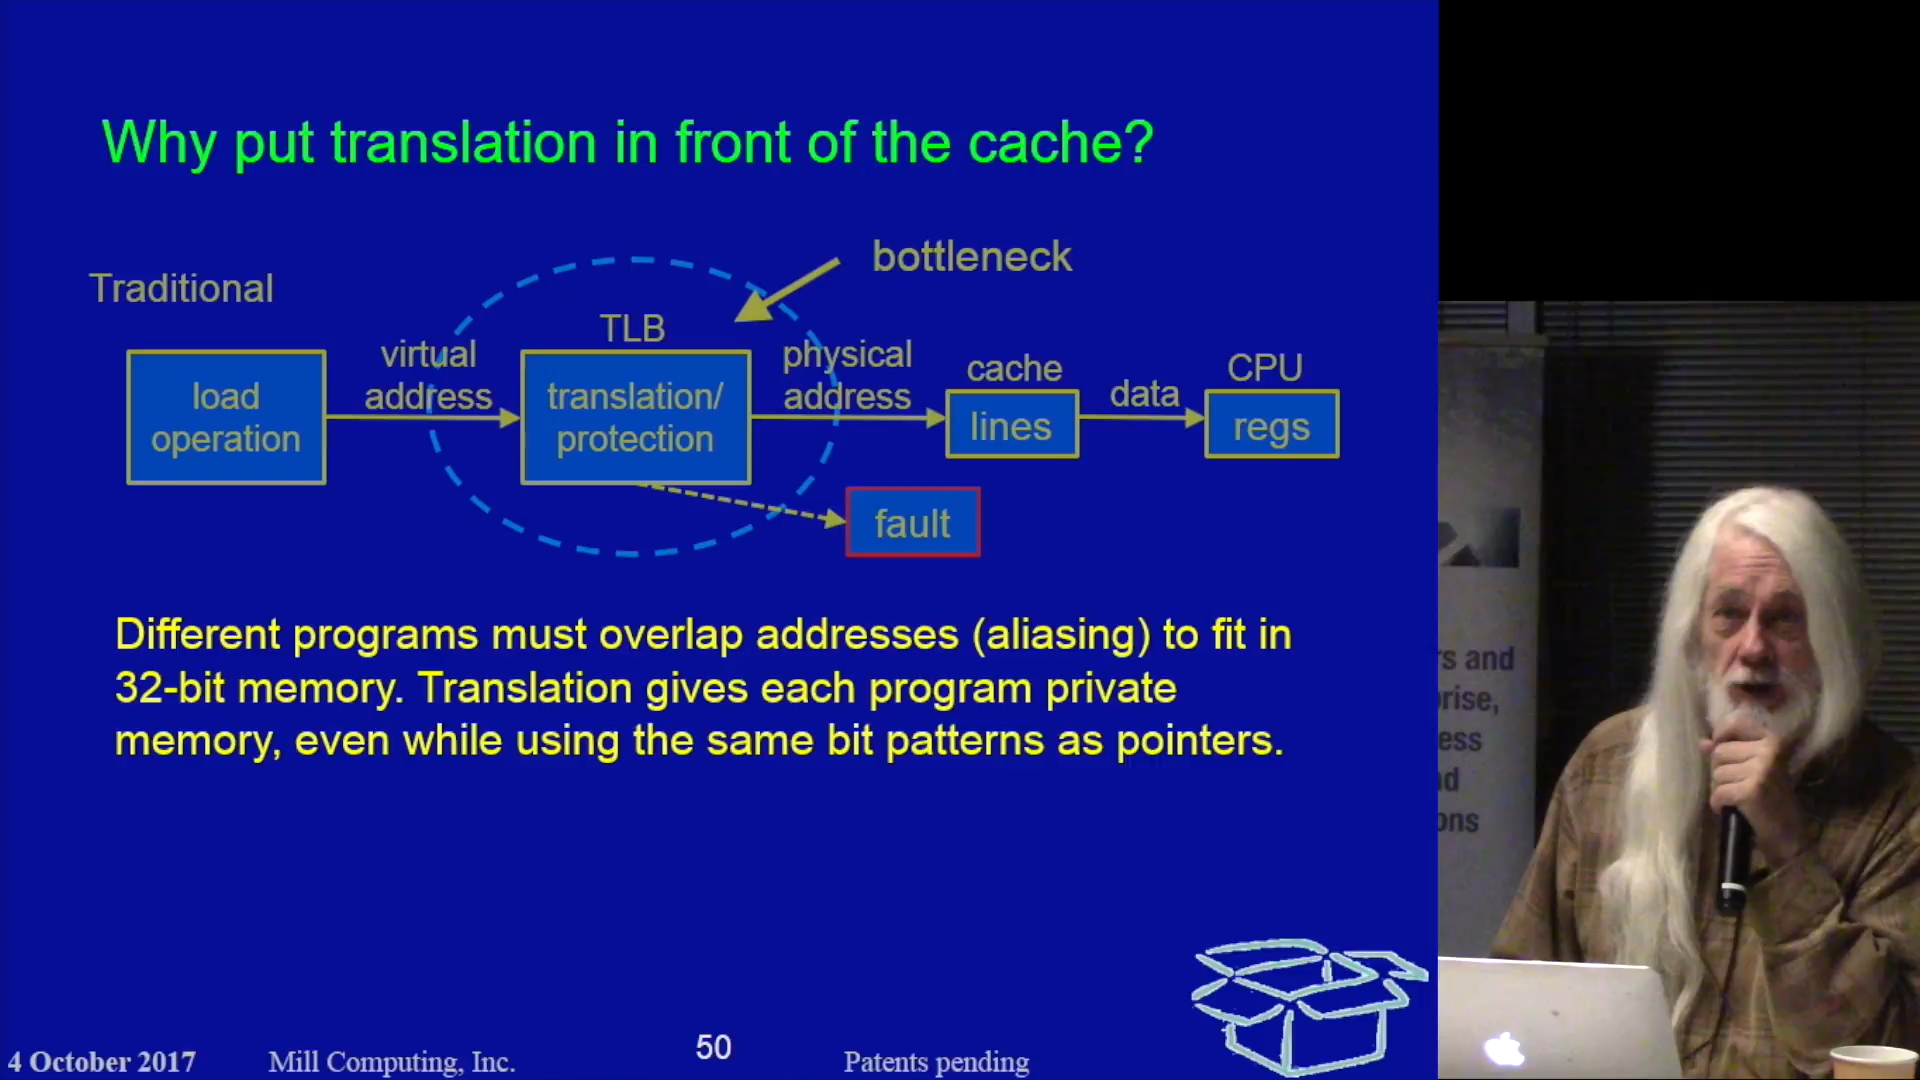 Why put translation in front of the cache?
bottleneck
Traditional
TLB
virtual
address
physical
address
cache
CPU
load
operation
translation/
protection
lines
data
regs
fault
Different programs must overlap addresses (aliasing) to fit in
32-bit memory. Translation gives each program private
memory, even while using the same bit patterns as pointers.
4 October 2017
Mill Computing, Inc.
50
Patents pending
rs and
rise,
ess
nd
ons